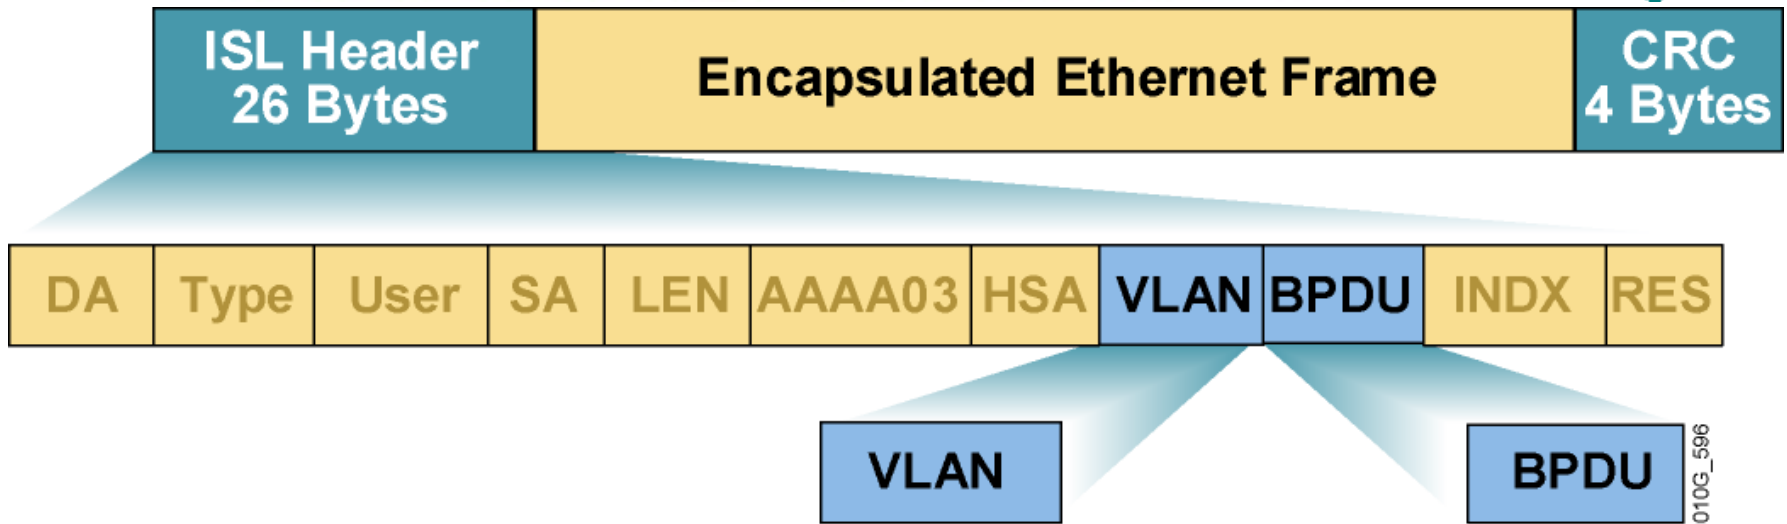 ISL Header
26 Bytes
Encapsulated Ethernet Frame
CRC
4 Bytes
DA
Type
User
SA
LEN
AAAA03
HSA
VLAN
BPDU
INDX
RES
VLAN
BPDU
010G_596